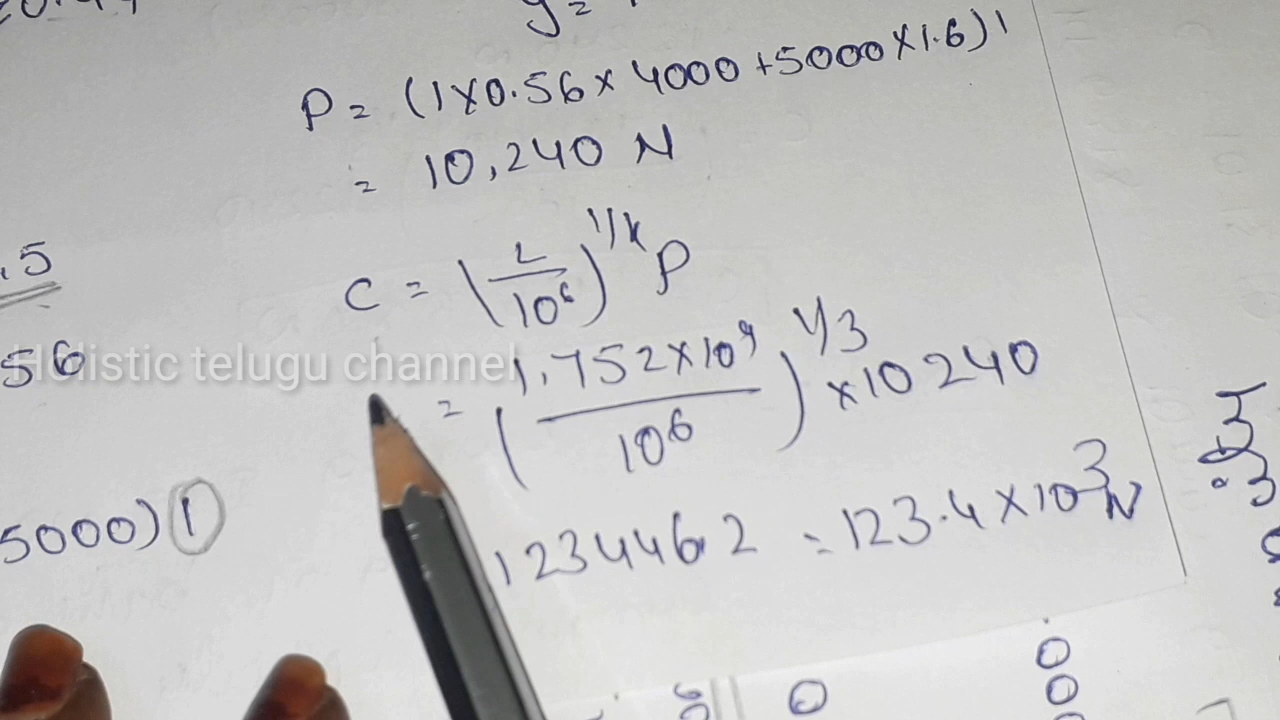 y =
P = (1×0.56×4000+5000×1.6)1
= 10,240 N
.5
C = (L/10⁶)^1/k P
56
Holistic telugu channel
= (1.752×10⁹/10⁶)^1/3 ×10240
5000) 1
123446.2 = 123.4×10³ N